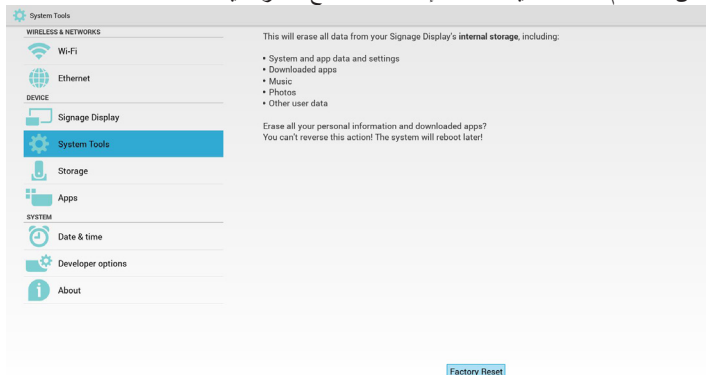 System Tools
WIRELESS & NETWORKS
Wi-Fi
Ethernet
DEVICE
Signage Display
System Tools
Storage
Apps
SYSTEM
Date & time
Developer options
About
This will erase all data from your Signage Display's internal storage, including:
• System and app data and settings
• Downloaded apps
• Music
• Photos
• Other user data
Erase all your personal information and downloaded apps?
You can't reverse this action! The system will reboot later!
Factory Reset